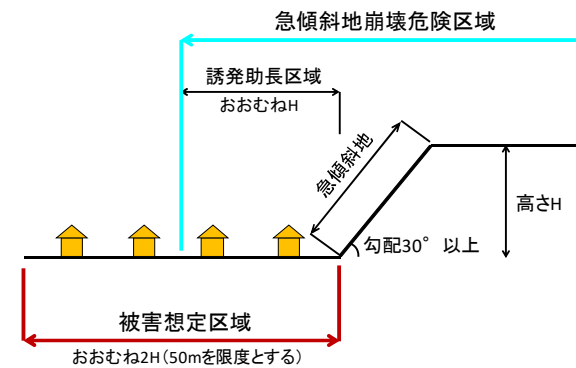 急傾斜地崩壊危険区域
誘発助長区域
おおむねH
急傾斜地
高さH
勾配30°以上
被害想定区域
おおむね2H(50mを限度とする)